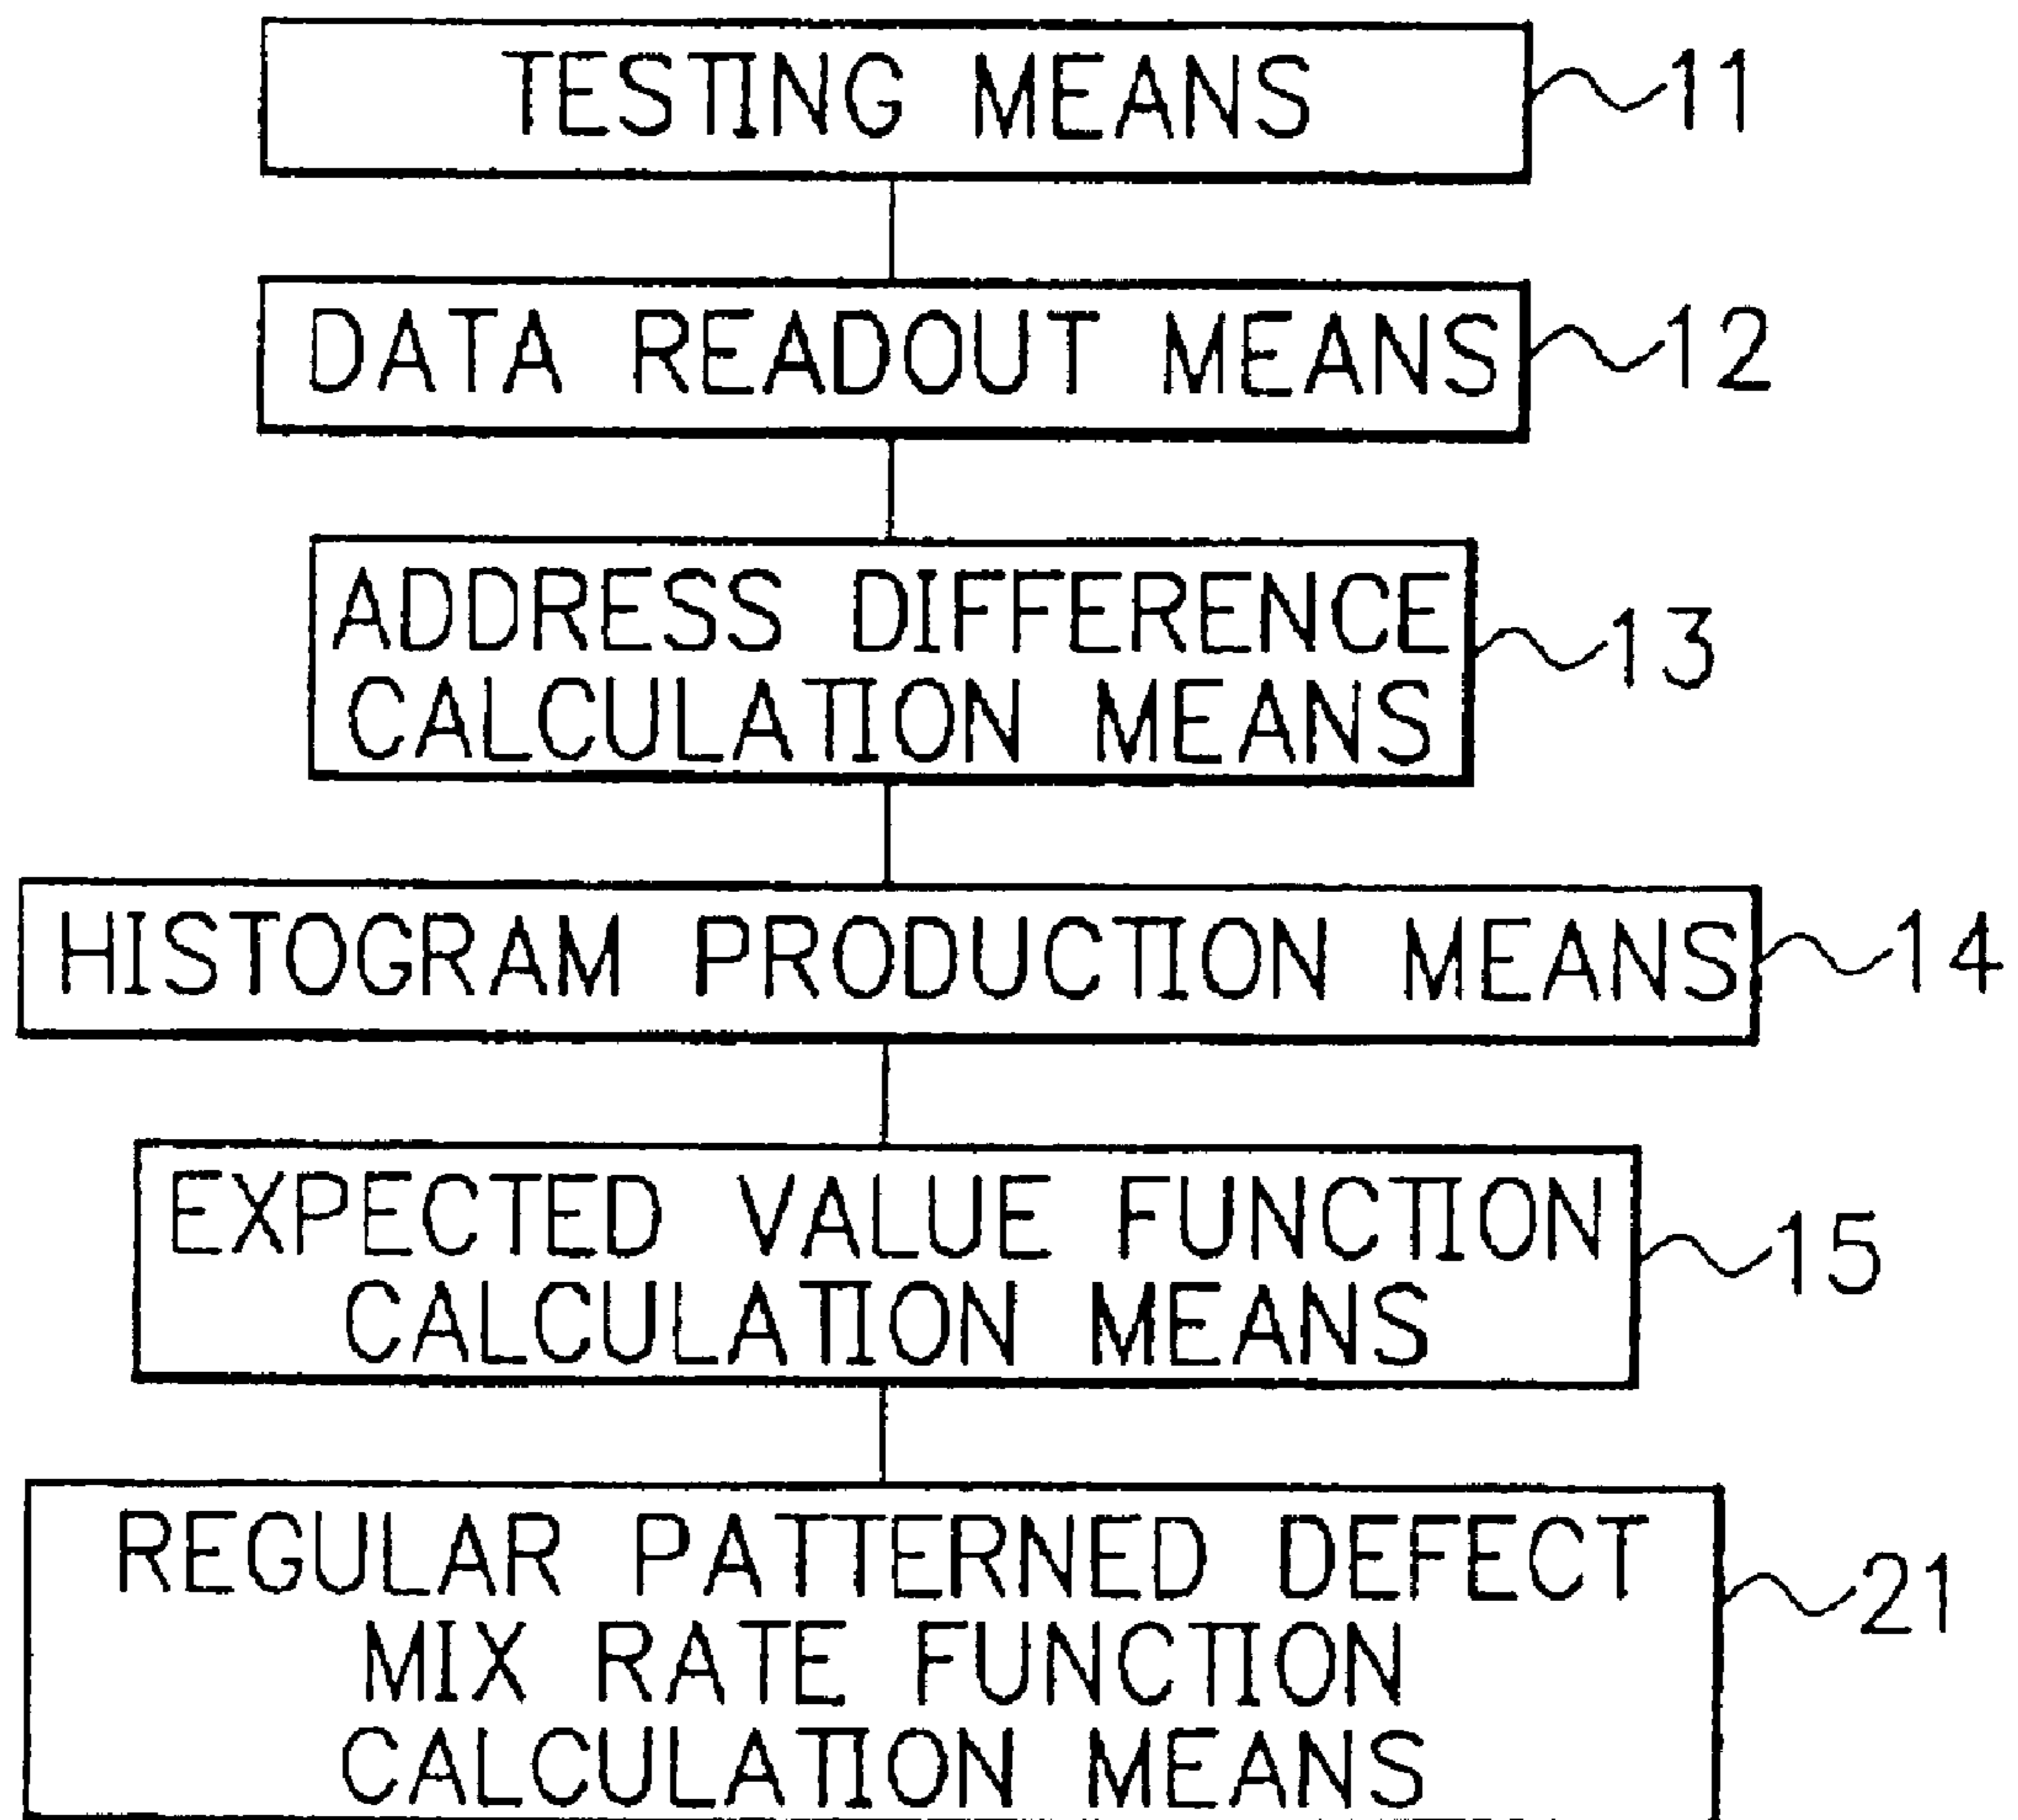 TESTING MEANS 11
DATA READOUT MEANS 12
ADDRESS DIFFERENCE
CALCULATION MEANS
13
HISTOGRAM PRODUCTION MEANS 14
EXPECTED VALUE FUNCTION
CALCULATION MEANS
15
REGULAR PATTERNED DEFECT
MIX RATE FUNCTION
CALCULATION MEANS
21